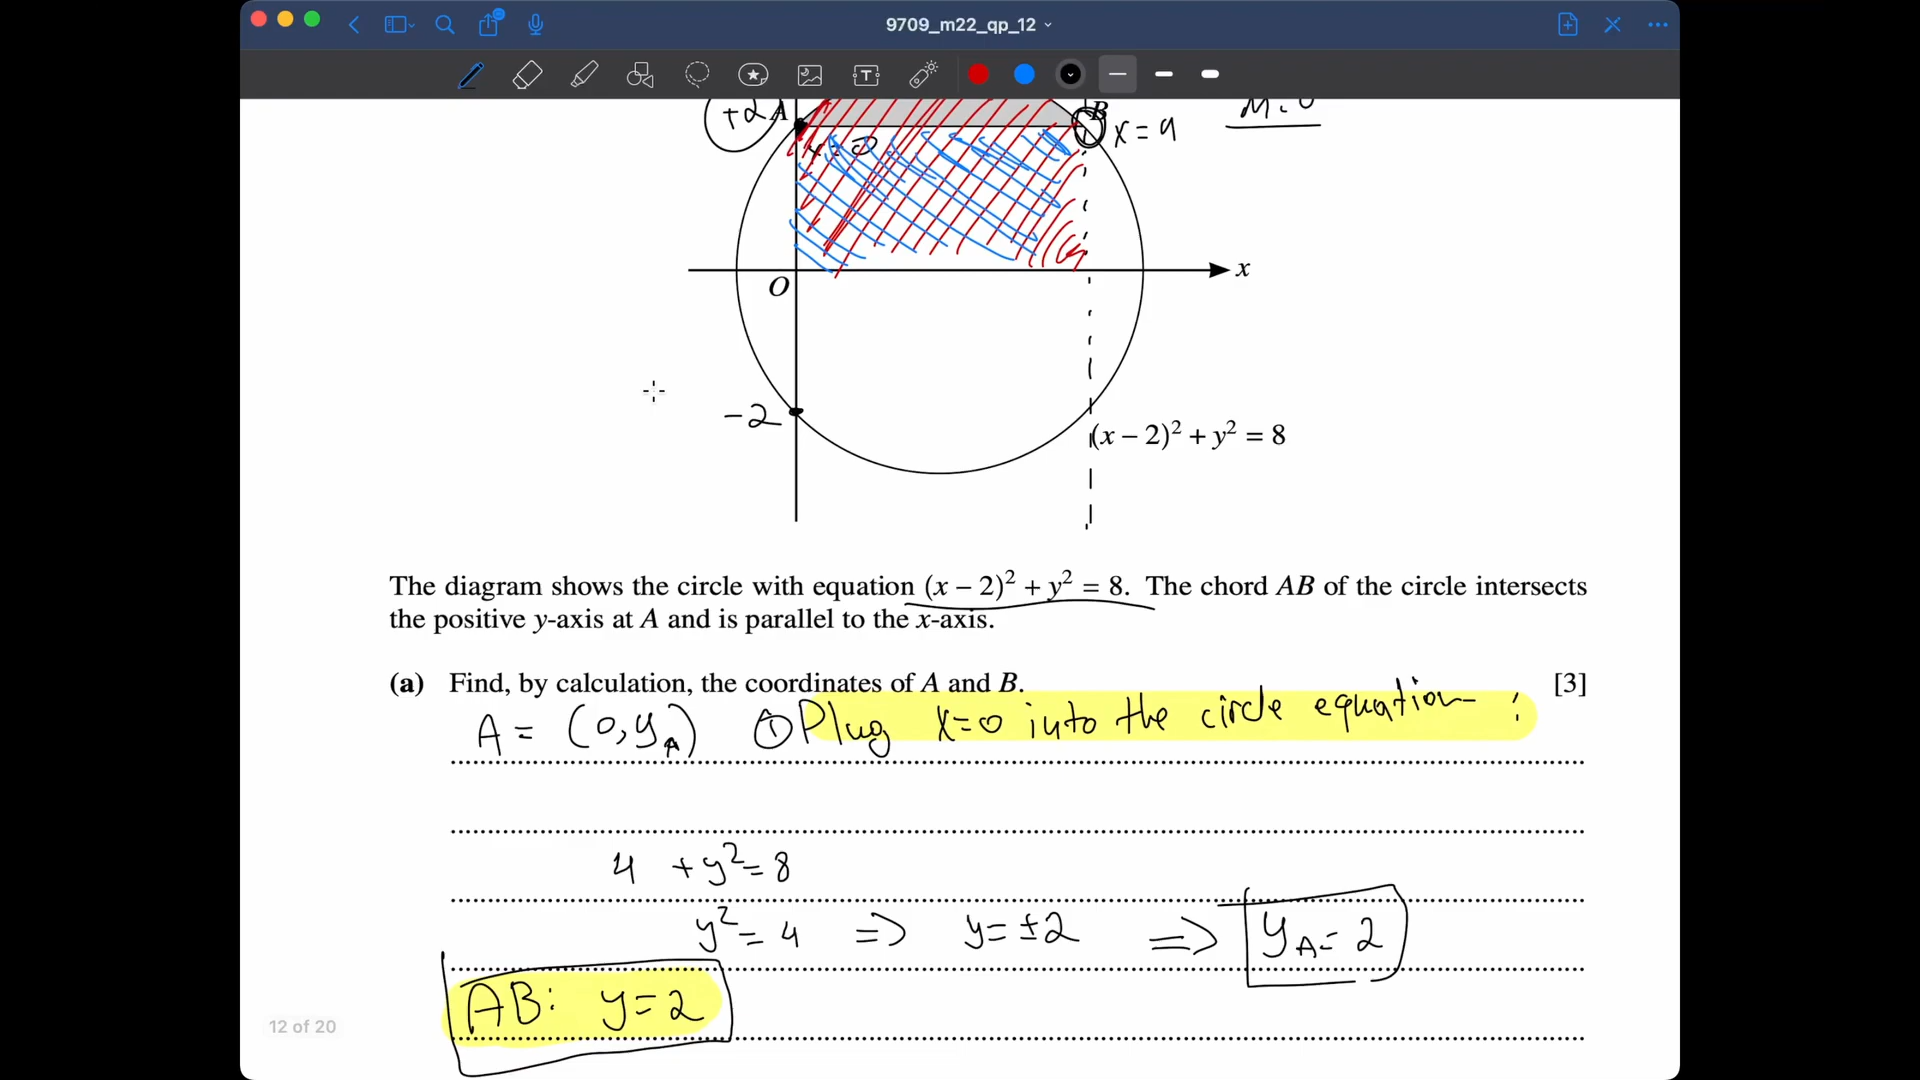 9709_m22_qp_12
+2 A
B
M = 0
x = 0
x = 9
O
x
-2
(x – 2)² + y² = 8
The diagram shows the circle with equation (x – 2)² + y² = 8. The chord AB of the circle intersects
the positive y-axis at A and is parallel to the x-axis.
(a) Find, by calculation, the coordinates of A and B. [3]
A = (0, y_A) ① Plug x=0 into the circle equation :
4 + y² = 8
y² = 4 => y = ±2 => y_A = 2
AB: y = 2
12 of 20